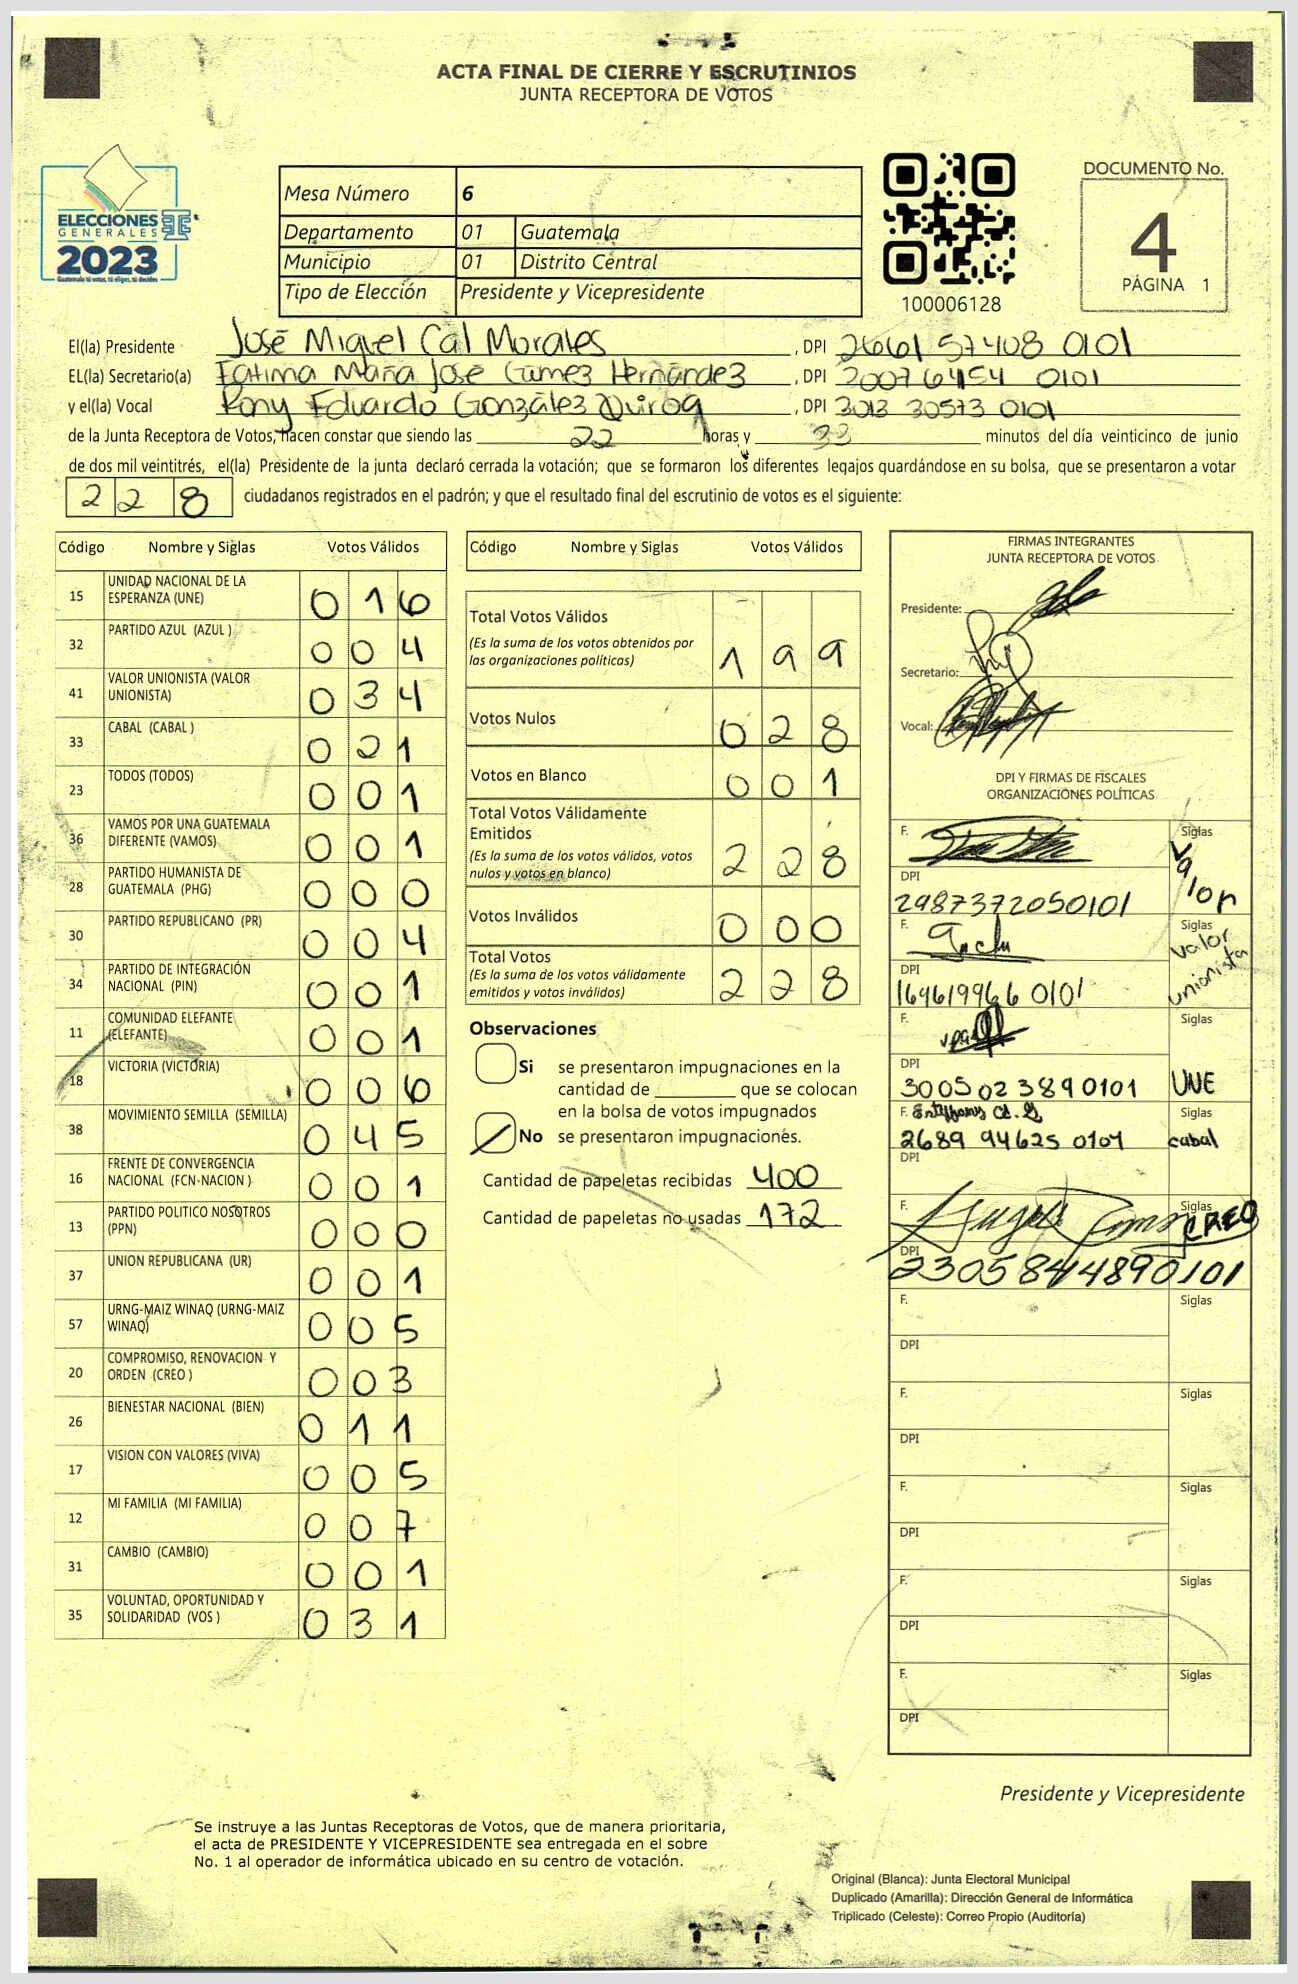 ACTA FINAL DE CIERRE Y ESCRUTINIOS
JUNTA RECEPTORA DE VOTOS
ELECCIONES
GENERALES
2023
Guatemala tú votas, tú eliges, tú decides
Mesa Número 6
Departamento 01 Guatemala
Municipio 01 Distrito Central
Tipo de Elección Presidente y Vicepresidente
100006128
DOCUMENTO No.
4
PÁGINA 1
El(la) Presidente José Miguel Cal Morales, DPI 2661 57408 0101
EL(la) Secretario(a) Fátima María José Gámez Hernández, DPI 2007 6454 0101
y el(la) Vocal Rony Eduardo González Quiroa, DPI 3013 30573 0101
de la Junta Receptora de Votos, hacen constar que siendo las 22 horas y 33 minutos del día veinticinco de junio
de dos mil veintitrés, el(la) Presidente de la junta declaró cerrada la votación; que se formaron los diferentes legajos guardándose en su bolsa, que se presentaron a votar
228 ciudadanos registrados en el padrón; y que el resultado final del escrutinio de votos es el siguiente:
Código Nombre y Siglas Votos Válidos
15 UNIDAD NACIONAL DE LA ESPERANZA (UNE) 016
32 PARTIDO AZUL (AZUL ) 004
41 VALOR UNIONISTA (VALOR UNIONISTA) 034
33 CABAL (CABAL ) 021
23 TODOS (TODOS) 001
36 VAMOS POR UNA GUATEMALA DIFERENTE (VAMOS) 001
28 PARTIDO HUMANISTA DE GUATEMALA (PHG) 000
30 PARTIDO REPUBLICANO (PR) 004
34 PARTIDO DE INTEGRACIÓN NACIONAL (PIN) 001
11 COMUNIDAD ELEFANTE (ELEFANTE) 001
18 VICTORIA (VICTORIA) 006
38 MOVIMIENTO SEMILLA (SEMILLA) 045
16 FRENTE DE CONVERGENCIA NACIONAL (FCN-NACION ) 001
13 PARTIDO POLITICO NOSOTROS (PPN) 000
37 UNION REPUBLICANA (UR) 001
57 URNG-MAIZ WINAQ (URNG-MAIZ WINAQ) 005
20 COMPROMISO, RENOVACION Y ORDEN (CREO ) 003
26 BIENESTAR NACIONAL (BIEN) 011
17 VISION CON VALORES (VIVA) 005
12 MI FAMILIA (MI FAMILIA) 007
31 CAMBIO (CAMBIO) 001
35 VOLUNTAD, OPORTUNIDAD Y SOLIDARIDAD (VOS ) 031
Código Nombre y Siglas Votos Válidos
Total Votos Válidos 199
(Es la suma de los votos obtenidos por
las organizaciones políticas)
Votos Nulos 028
Votos en Blanco 001
Total Votos Válidamente
Emitidos 228
(Es la suma de los votos válidos, votos
nulos y votos en blanco)
Votos Inválidos 000
Total Votos 228
(Es la suma de los votos válidamente
emitidos y votos inválidos)
Observaciones
Si se presentaron impugnaciones en la
cantidad de ________ que se colocan
en la bolsa de votos impugnados
No se presentaron impugnaciones.
Cantidad de papeletas recibidas 400
Cantidad de papeletas no usadas 172
FIRMAS INTEGRANTES
JUNTA RECEPTORA DE VOTOS
Presidente:
Secretario:
Vocal:
DPI Y FIRMAS DE FISCALES
ORGANIZACIONES POLÍTICAS
F. Siglas Valor
DPI 2987372050101
F. Siglas valor unionista
DPI 169619966 0101
F. Siglas UNE
DPI 3005023890101
F. Siglas cabal
DPI 2689 94625 0101
F. Siglas CREO
DPI 2305844890101
F. Siglas
DPI
F. Siglas
DPI
F. Siglas
DPI
F. Siglas
DPI
F. Siglas
DPI
Presidente y Vicepresidente
Se instruye a las Juntas Receptoras de Votos, que de manera prioritaria,
el acta de PRESIDENTE Y VICEPRESIDENTE sea entregada en el sobre
No. 1 al operador de informática ubicado en su centro de votación.
Original (Blanca): Junta Electoral Municipal
Duplicado (Amarilla): Dirección General de Informática
Triplicado (Celeste): Correo Propio (Auditoría)